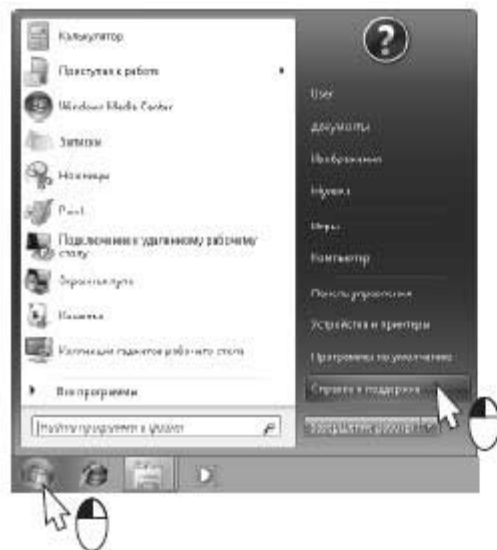 Калькулятор
Приступая к работе
Windows Media Center
Записки
Ножницы
Paint
Подключение к удаленному рабочему
столу
Экранная лупа
Косынка
Коллекция гаджетов рабочего стола
Все программы
Найти программы и файлы
User
Документы
Изображения
Музыка
Игры
Компьютер
Панель управления
Устройства и принтеры
Программы по умолчанию
Справка и поддержка
Завершение работы